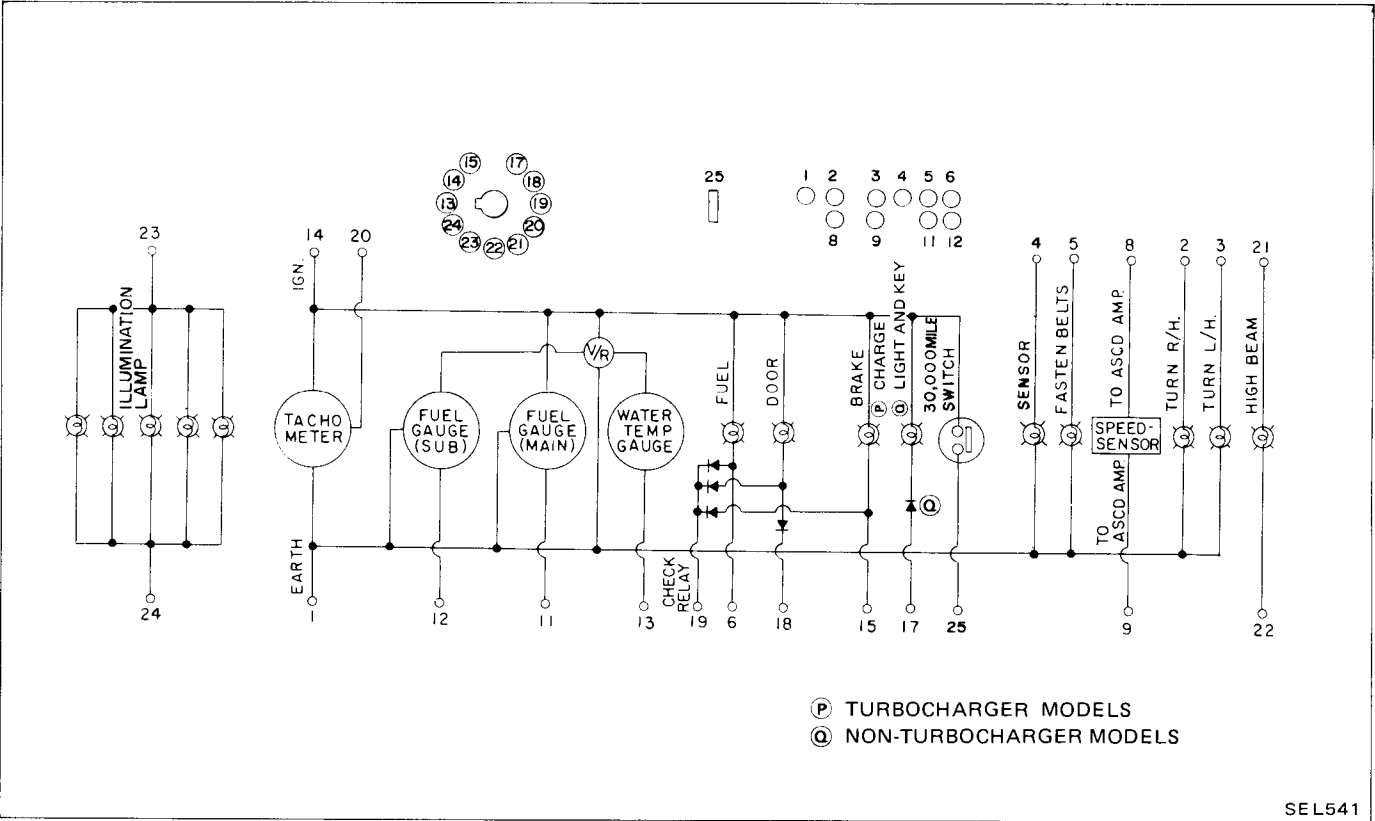 15 17
14 18
13 19
24 20
23 22 21
25
1 2 3 4 5 6
8 9 11 12
23
ILLUMINATION
LAMP
24
14 20
IGN.
TACHO
METER
EARTH
1
FUEL
GAUGE
(SUB)
12
FUEL
GAUGE
(MAIN)
11
V/R
WATER
TEMP
GAUGE
13
CHECK
RELAY
19
FUEL
6
DOOR
18
BRAKE
15
P CHARGE
Q LIGHT AND KEY
Q
17
30,000MILE
SWITCH
25
4
SENSOR
5
FASTEN BELTS
8
TO ASCD AMP.
SPEED-
SENSOR
TO
ASCD AMP
9
2
TURN R/H.
3
TURN L/H.
21
HIGH BEAM
22
P TURBOCHARGER MODELS
Q NON-TURBOCHARGER MODELS
SEL541